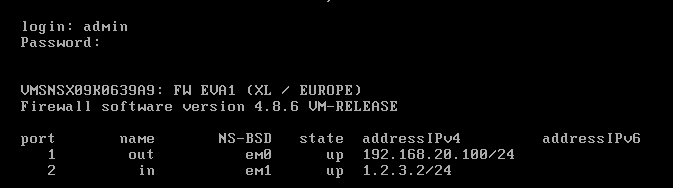 login: admin
Password:
VMSNSX09K0639A9: FW EVA1 (XL / EUROPE)
Firewall software version 4.8.6 VM-RELEASE
port name NS-BSD state addressIPv4 addressIPv6
1 out em0 up 192.168.20.100/24
2 in em1 up 1.2.3.2/24